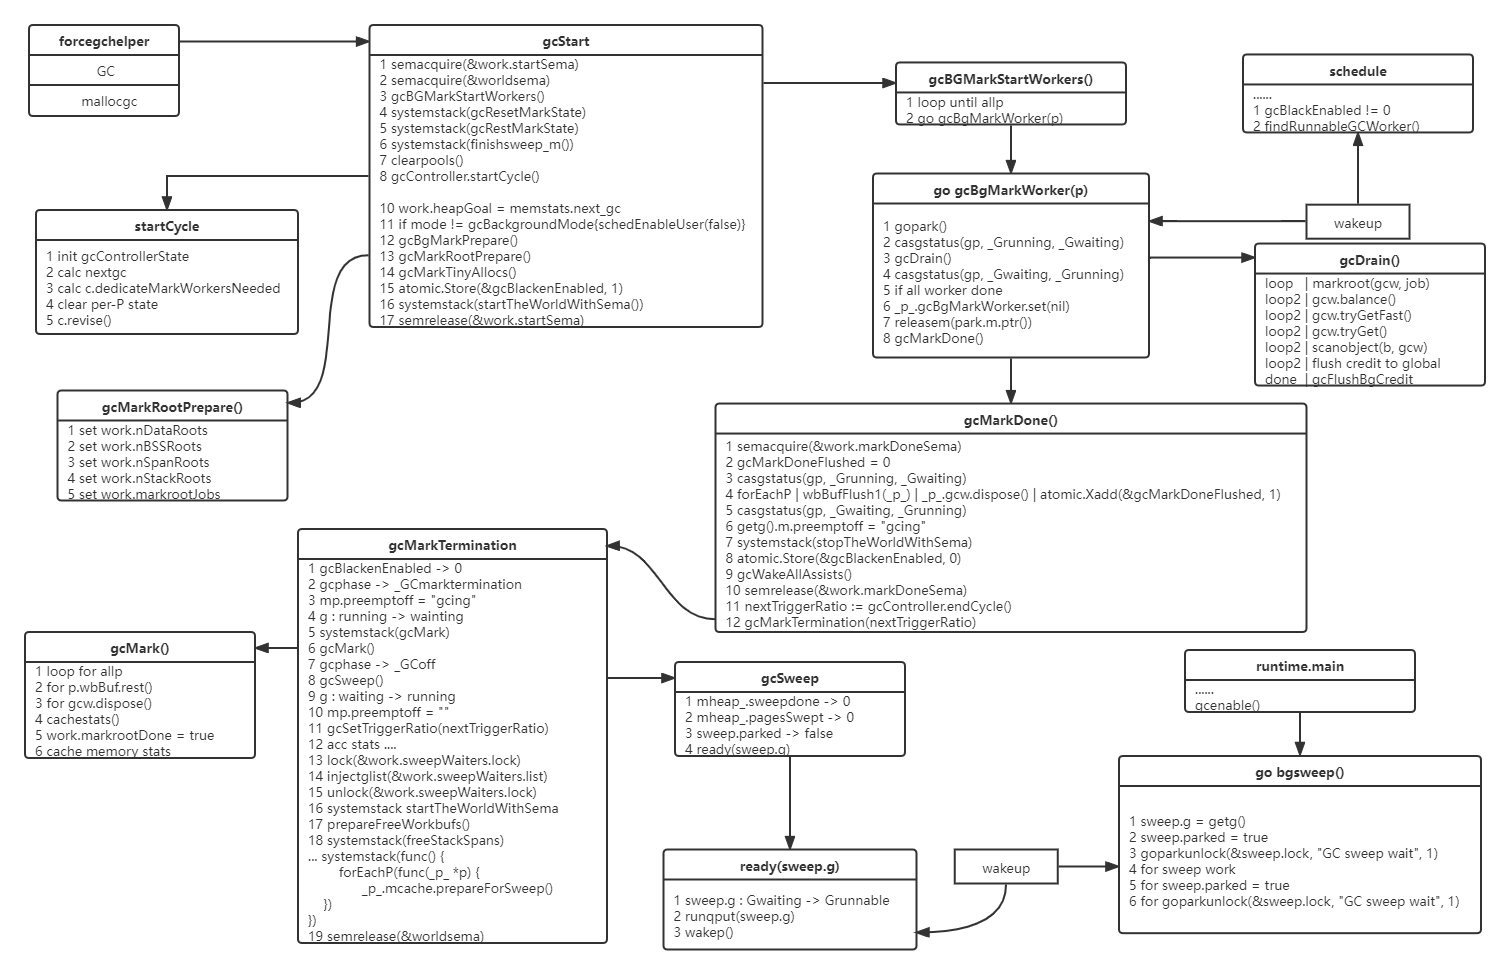 forcegchelper
GC
mallocgc
gcStart
1 semacquire(&work.startSema)
2 semacquire(&worldsema)
3 gcBGMarkStartWorkers()
4 systemstack(gcResetMarkState)
5 systemstack(gcRestMarkState)
6 systemstack(finishsweep_m())
7 clearpools()
8 gcController.startCycle()
10 work.heapGoal = memstats.next_gc
11 if mode != gcBackgroundMode{schedEnableUser(false)}
12 gcBgMarkPrepare()
13 gcMarkRootPrepare()
14 gcMarkTinyAllocs()
15 atomic.Store(&gcBlackenEnabled, 1)
16 systemstack(startTheWorldWithSema())
17 semrelease(&work.startSema)
gcBGMarkStartWorkers()
1 loop until allp
2 go gcBgMarkWorker(p)
schedule
......
1 gcBlackEnabled != 0
2 findRunnableGCWorker()
startCycle
1 init gcControllerState
2 calc nextgc
3 calc c.dedicateMarkWorkersNeeded
4 clear per-P state
5 c.revise()
go gcBgMarkWorker(p)
1 gopark()
2 casgstatus(gp, _Grunning, _Gwaiting)
3 gcDrain()
4 casgstatus(gp, _Gwaiting, _Grunning)
5 if all worker done
6 _p_.gcBgMarkWorker.set(nil)
7 releasem(park.m.ptr())
8 gcMarkDone()
wakeup
gcDrain()
loop | markroot(gcw, job)
loop2 | gcw.balance()
loop2 | gcw.tryGetFast()
loop2 | gcw.tryGet()
loop2 | scanobject(b, gcw)
loop2 | flush credit to global
done | gcFlushBgCredit
gcMarkRootPrepare()
1 set work.nDataRoots
2 set work.nBSSRoots
3 set work.nSpanRoots
4 set work.nStackRoots
5 set work.markrootJobs
gcMarkDone()
1 semacquire(&work.markDoneSema)
2 gcMarkDoneFlushed = 0
3 casgstatus(gp, _Grunning, _Gwaiting)
4 forEachP | wbBufFlush1(_p_) | _p_.gcw.dispose() | atomic.Xadd(&gcMarkDoneFlushed, 1)
5 casgstatus(gp, _Gwaiting, _Grunning)
6 getg().m.preemptoff = "gcing"
7 systemstack(stopTheWorldWithSema)
8 atomic.Store(&gcBlackenEnabled, 0)
9 gcWakeAllAssists()
10 semrelease(&work.markDoneSema)
11 nextTriggerRatio := gcController.endCycle()
12 gcMarkTermination(nextTriggerRatio)
gcMarkTermination
1 gcBlackenEnabled -> 0
2 gcphase -> _GCmarktermination
3 mp.preemptoff = "gcing"
4 g : running -> wainting
5 systemstack(gcMark)
6 gcMark()
7 gcphase -> _GCoff
8 gcSweep()
9 g : waiting -> running
10 mp.preemptoff = ""
11 gcSetTriggerRatio(nextTriggerRatio)
12 acc stats ....
13 lock(&work.sweepWaiters.lock)
14 injectglist(&work.sweepWaiters.list)
15 unlock(&work.sweepWaiters.lock)
16 systemstack startTheWorldWithSema
17 prepareFreeWorkbufs()
18 systemstack(freeStackSpans)
... systemstack(func() {
forEachP(func(_p_ *p) {
_p_.mcache.prepareForSweep()
})
})
19 semrelease(&worldsema)
gcMark()
1 loop for allp
2 for p.wbBuf.rest()
3 for gcw.dispose()
4 cachestats()
5 work.markrootDone = true
6 cache memory stats
gcSweep
1 mheap_.sweepdone -> 0
2 mheap_.pagesSwept -> 0
3 sweep.parked -> false
4 ready(sweep.g)
runtime.main
......
gcenable()
go bgsweep()
1 sweep.g = getg()
2 sweep.parked = true
3 goparkunlock(&sweep.lock, "GC sweep wait", 1)
4 for sweep work
5 for sweep.parked = true
6 for goparkunlock(&sweep.lock, "GC sweep wait", 1)
ready(sweep.g)
1 sweep.g : Gwaiting -> Grunnable
2 runqput(sweep.g)
3 wakep()
wakeup